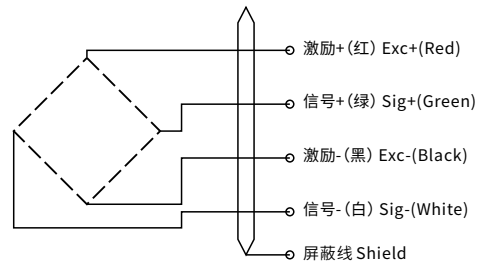 激励+(红) Exc+(Red)
信号+(绿) Sig+(Green)
激励-(黑) Exc-(Black)
信号-(白) Sig-(White)
屏蔽线 Shield